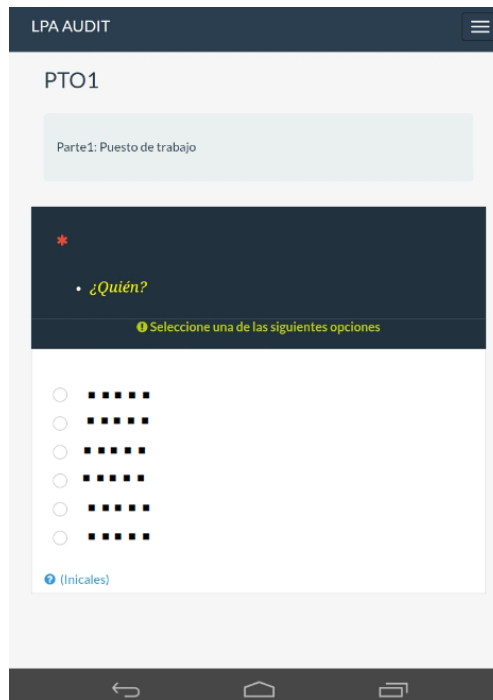 LPA AUDIT
PTO1
Parte1: Puesto de trabajo
*
• ¿Quién?
Seleccione una de las siguientes opciones
(Inicales)